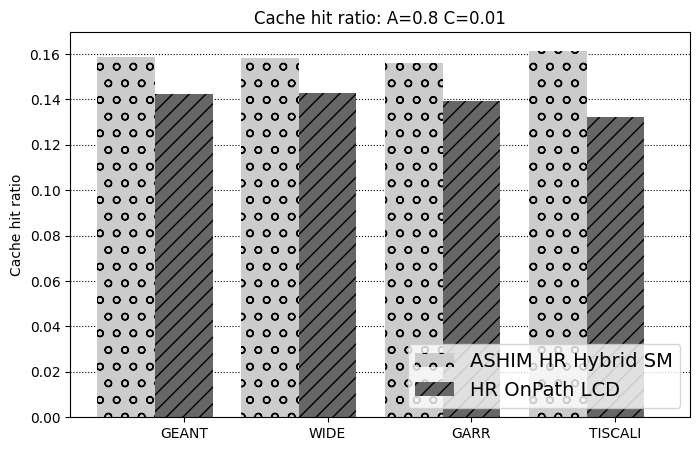 Cache hit ratio: A=0.8 C=0.01
Cache hit ratio
0.16
0.14
0.12
0.10
0.08
0.06
0.04
0.02
0.00
ASHIM HR Hybrid SM
HR OnPath LCD
GEANT WIDE GARR TISCALI